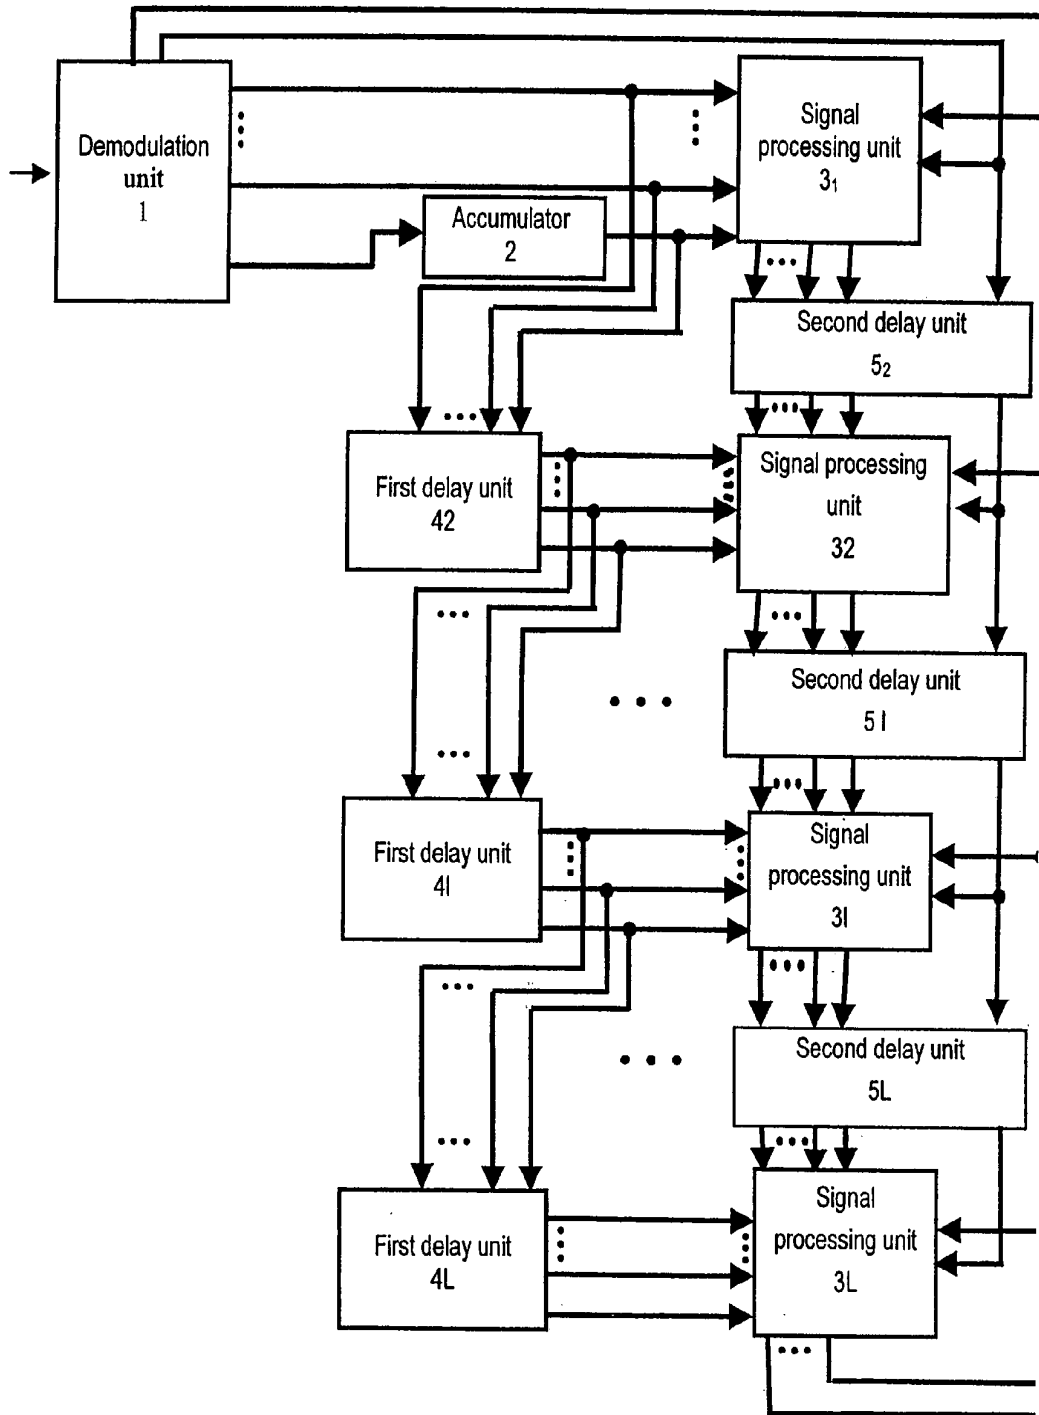 Demodulation
unit
1
Accumulator
2
Signal
processing unit
3₁
Second delay unit
5₂
First delay unit
42
Signal processing
unit
32
Second delay unit
5 I
First delay unit
4I
Signal
processing unit
3I
Second delay unit
5L
First delay unit
4L
Signal
processing unit
3L